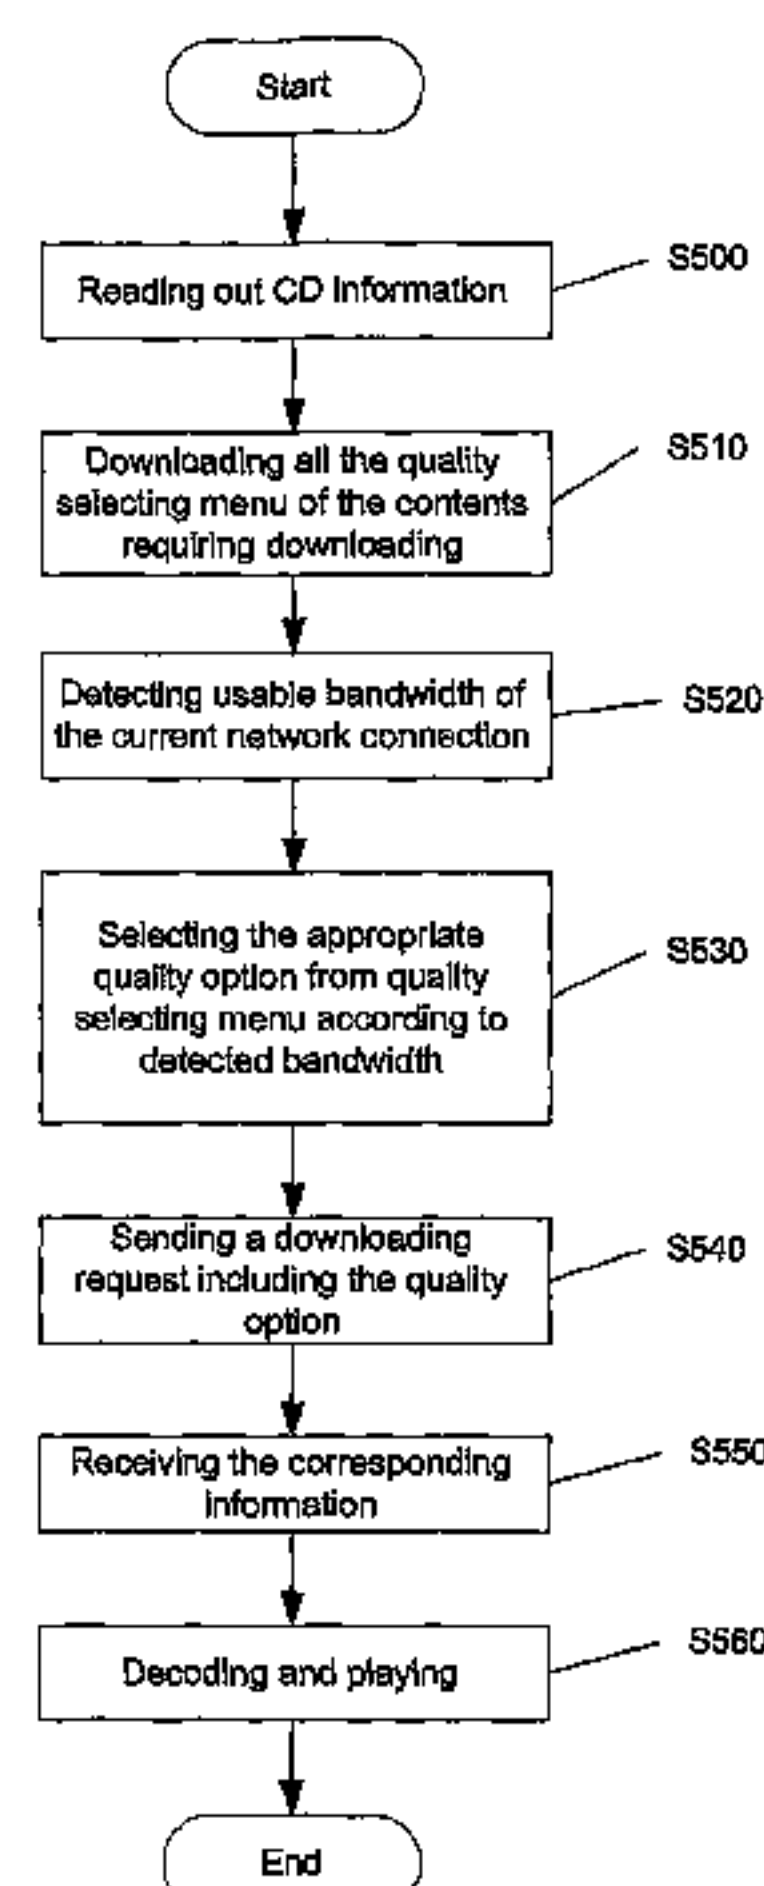 Start
Reading out CD information
S500
Downloading all the quality
selecting menu of the contents
requiring downloading
S510
Detecting usable bandwidth of
the current network connection
S520
Selecting the appropriate
quality option from quality
selecting menu according to
detected bandwidth
S530
Sending a downloading
request including the quality
option
S540
Receiving the corresponding
information
S550
Decoding and playing
S560
End